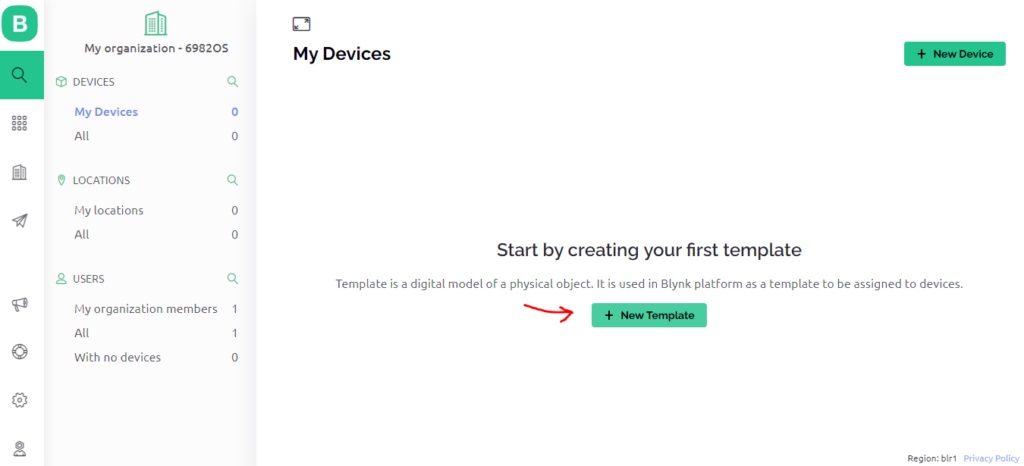 B
My organization - 6982OS
DEVICES
My Devices 0
All 0
LOCATIONS
My locations 0
All 0
USERS
My organization members 1
All 1
With no devices 0
My Devices
+ New Device
Start by creating your first template
Template is a digital model of a physical object. It is used in Blynk platform as a template to be assigned to devices.
+ New Template
Region: blr1 Privacy Policy